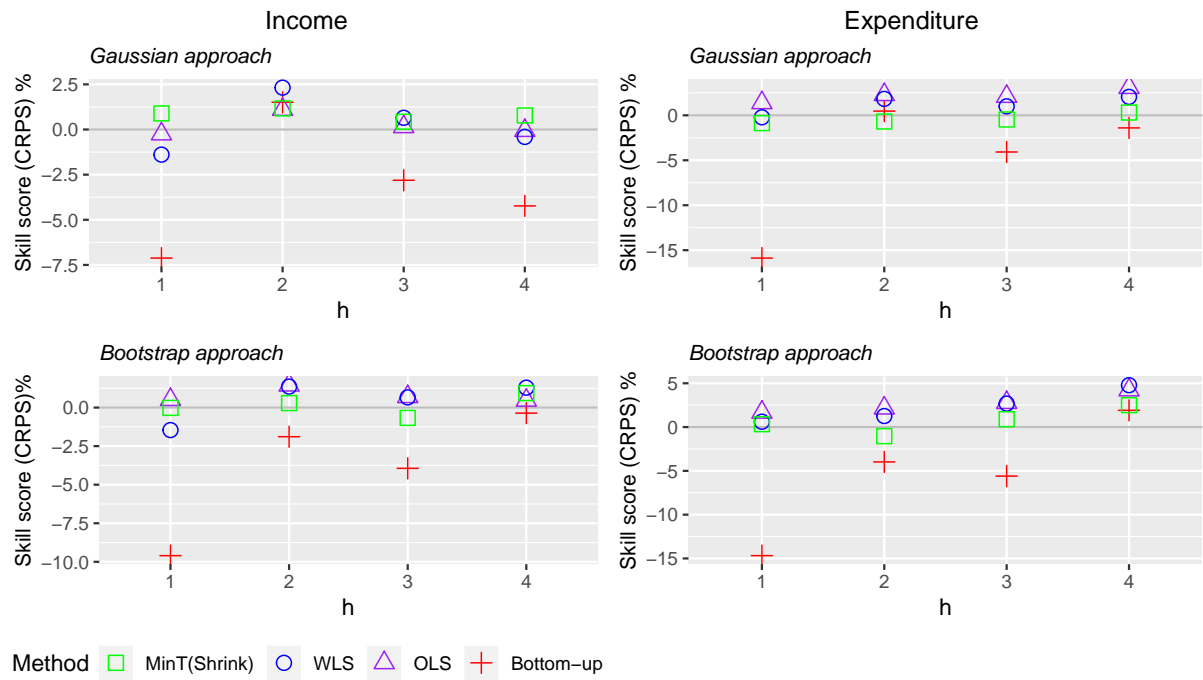 Income
Expenditure
Gaussian approach
Gaussian approach
Skill score (CRPS) %
2.5
0.0
−2.5
−5.0
−7.5
1 2 3 4
h
Skill score (CRPS) %
0
−5
−10
−15
1 2 3 4
h
Bootstrap approach
Bootstrap approach
Skill score (CRPS)%
0.0
−2.5
−5.0
−7.5
−10.0
1 2 3 4
h
Skill score (CRPS) %
5
0
−5
−10
−15
1 2 3 4
h
Method MinT(Shrink) WLS OLS Bottom−up